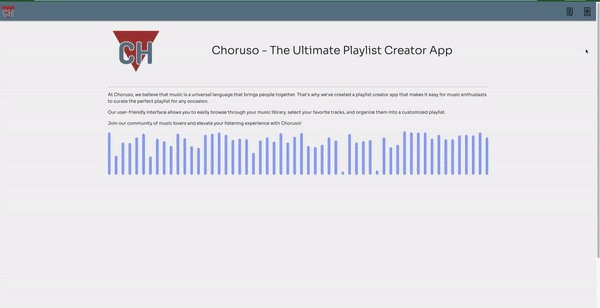 CH
CH
Choruso - The Ultimate Playlist Creator App
At Choruso, we believe that music is a universal language that brings people together. That's why we've created a playlist creator app that makes it easy for music enthusiasts
to curate the perfect playlist for any occasion.
Our user-friendly interface allows you to easily browse through your music library, select your favorite tracks, and organize them into a customized playlist.
Join our community of music lovers and elevate your listening experience with Choruso!